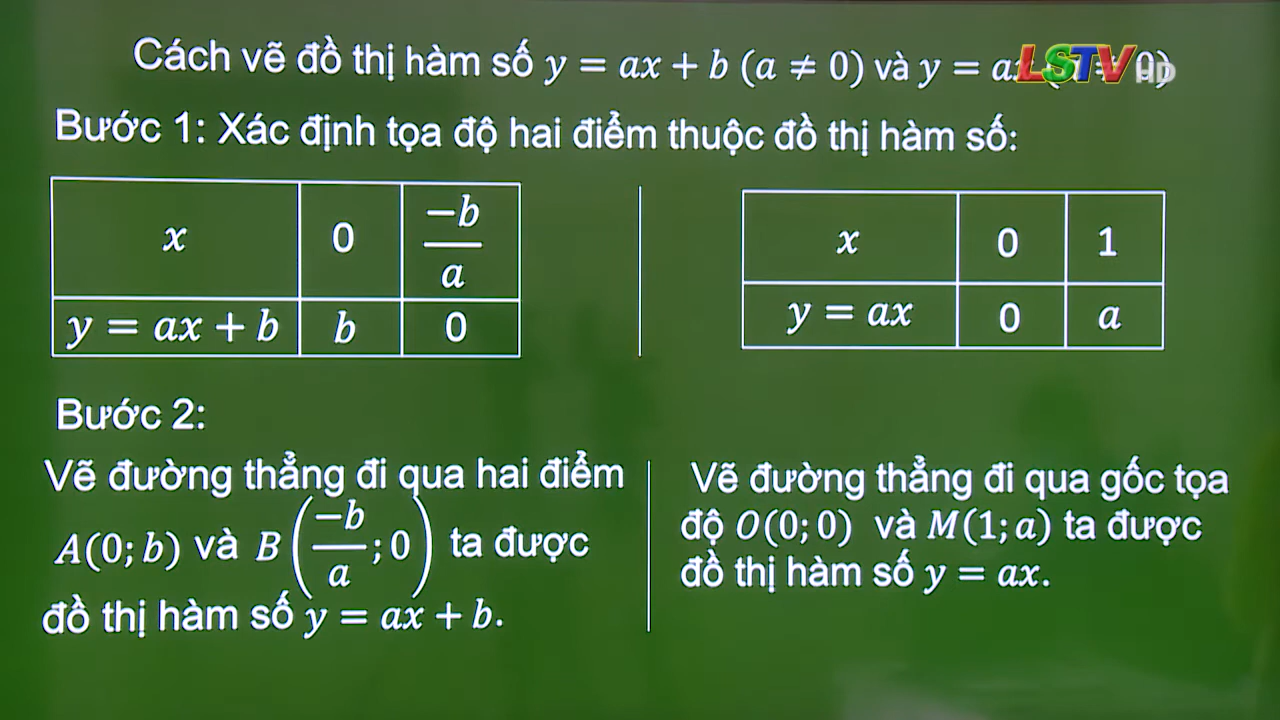 Cách vẽ đồ thị hàm số y = ax + b (a ≠ 0) và y = ax (a ≠ 0)
LSTV HD
Bước 1: Xác định tọa độ hai điểm thuộc đồ thị hàm số:
x 0 −b/a
y = ax + b b 0
x 0 1
y = ax 0 a
Bước 2:
Vẽ đường thẳng đi qua hai điểm
A(0; b) và B(−b/a; 0) ta được
đồ thị hàm số y = ax + b.
Vẽ đường thẳng đi qua gốc tọa
độ O(0; 0) và M(1; a) ta được
đồ thị hàm số y = ax.